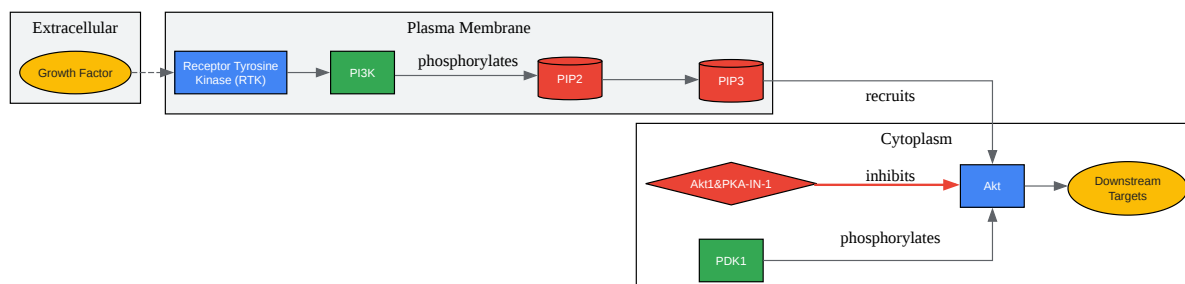 Extracellular
Growth Factor
Plasma Membrane
Receptor Tyrosine
Kinase (RTK)
PI3K
phosphorylates
PIP2
PIP3
recruits
Cytoplasm
Akt1&PKA-IN-1
inhibits
Akt
Downstream
Targets
PDK1
phosphorylates